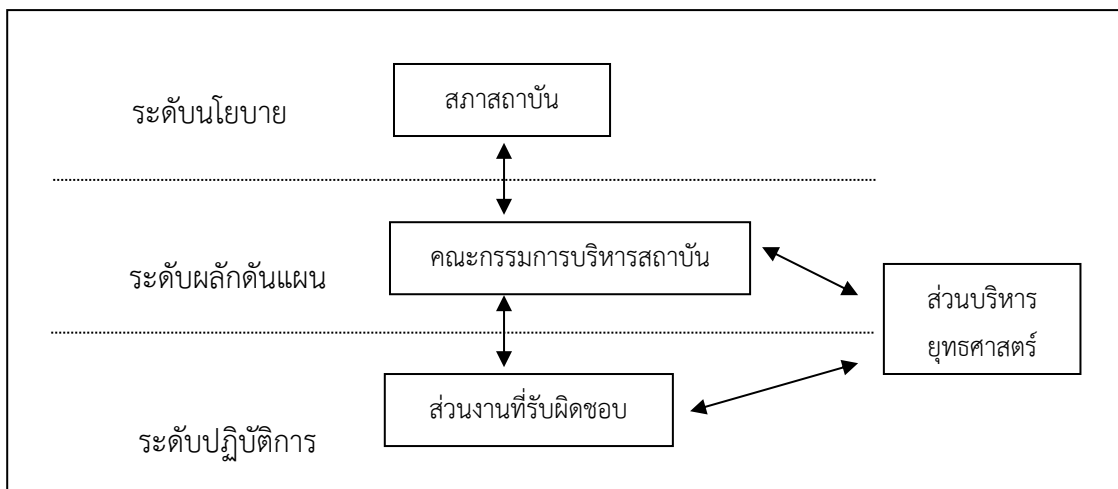 สภาสถาบัน
ระดับนโยบาย
คณะกรรมการบริหารสถาบัน
ระดับผลักดันแผน
ส่วนบริหาร
ยุทธศาสตร์
ส่วนงานที่รับผิดชอบ
ระดับปฏิบัติการ